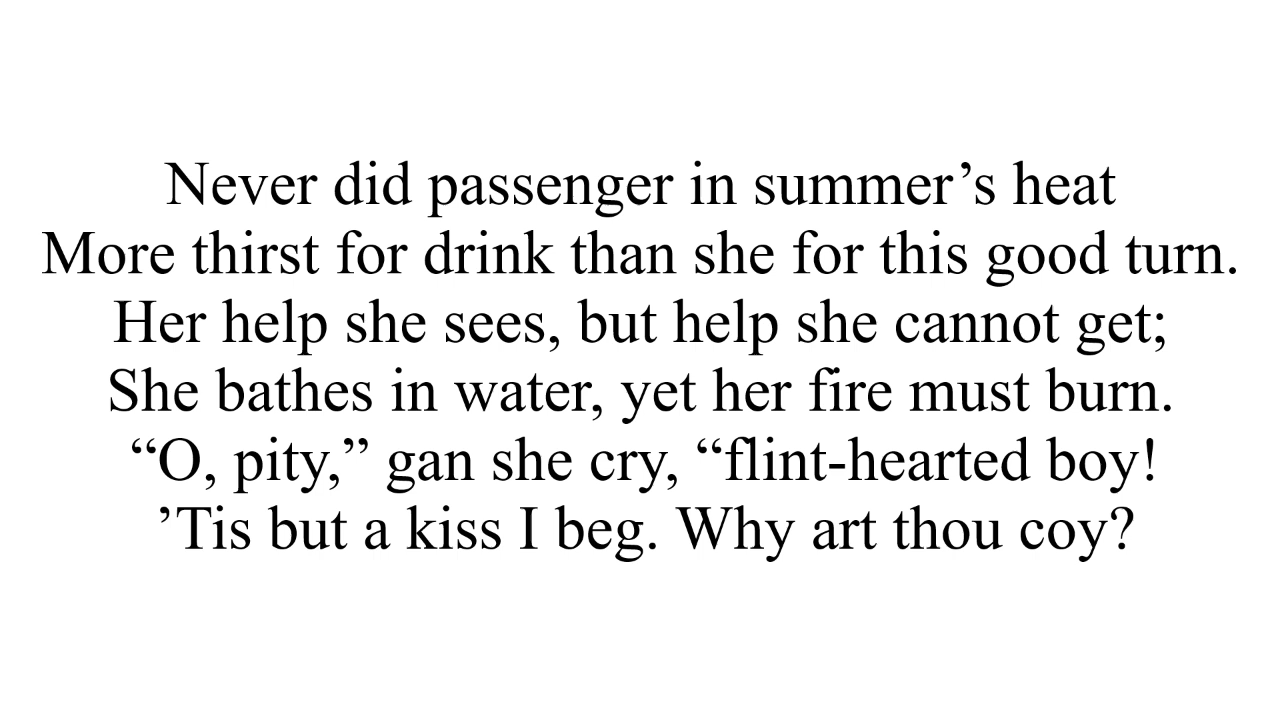 Never did passenger in summer’s heat
More thirst for drink than she for this good turn.
Her help she sees, but help she cannot get;
She bathes in water, yet her fire must burn.
“O, pity,” gan she cry, “flint-hearted boy!
’Tis but a kiss I beg. Why art thou coy?